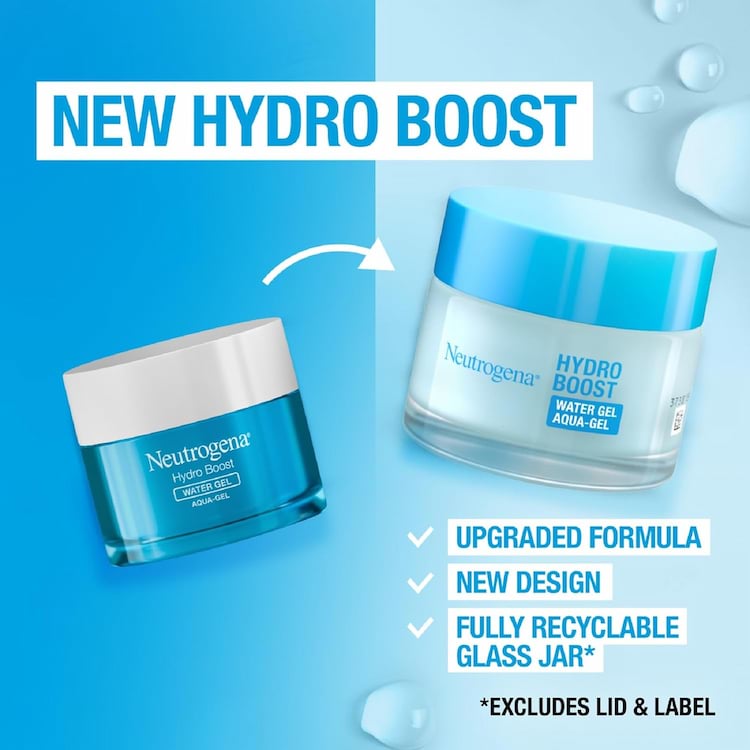 NEW HYDRO BOOST
Neutrogena®
Hydro Boost
WATER GEL
AQUA-GEL
Neutrogena®
HYDRO
BOOST
WATER GEL
AQUA-GEL
UPGRADED FORMULA
NEW DESIGN
FULLY RECYCLABLE
GLASS JAR*
*EXCLUDES LID & LABEL